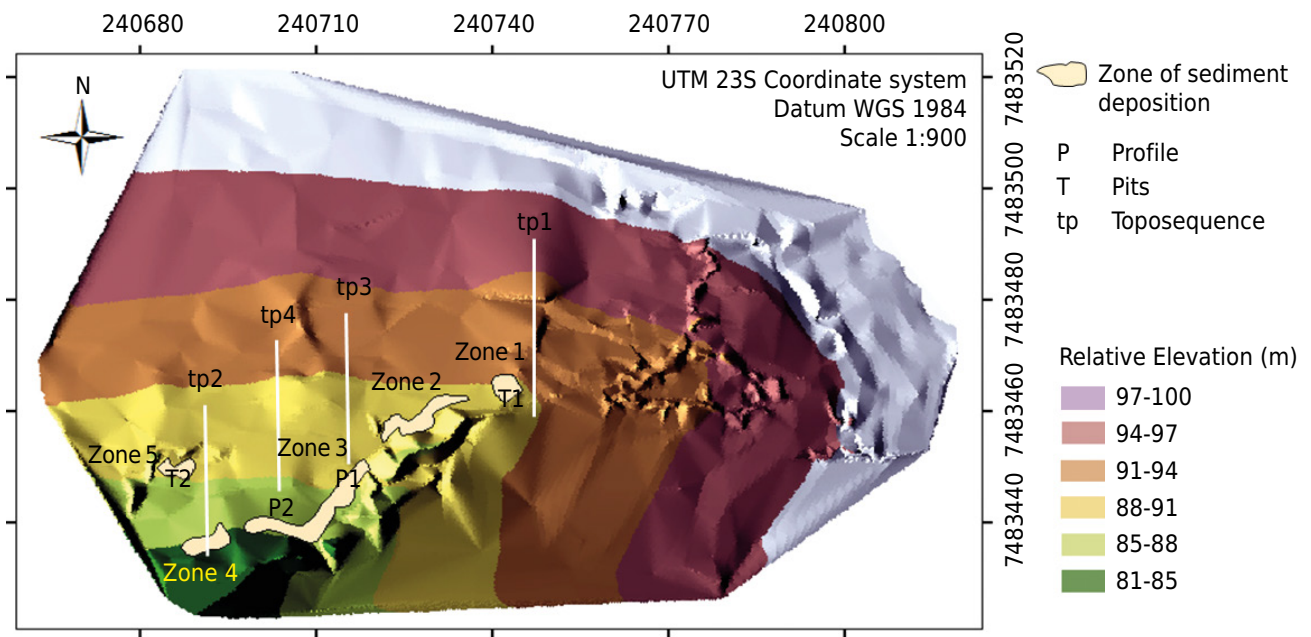 240680 240710 240740 240770 240800
UTM 23S Coordinate system
Datum WGS 1984
Scale 1:900
N
7483520
7483500
7483480
7483460
7483440
tp1
tp3
tp4
Zone 1
tp2
Zone 2
T1
Zone 3
Zone 5
T2
P1
P2
Zone 4
Zone of sediment
deposition
P Profile
T Pits
tp Toposequence
Relative Elevation (m)
97-100
94-97
91-94
88-91
85-88
81-85